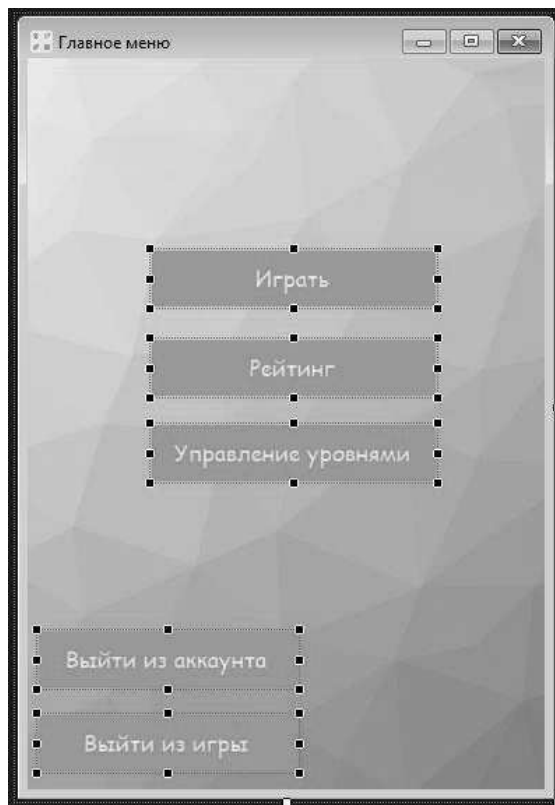 Главное меню
Играть
Рейтинг
Управление уровнями
Выйти из аккаунта
Выйти из игры